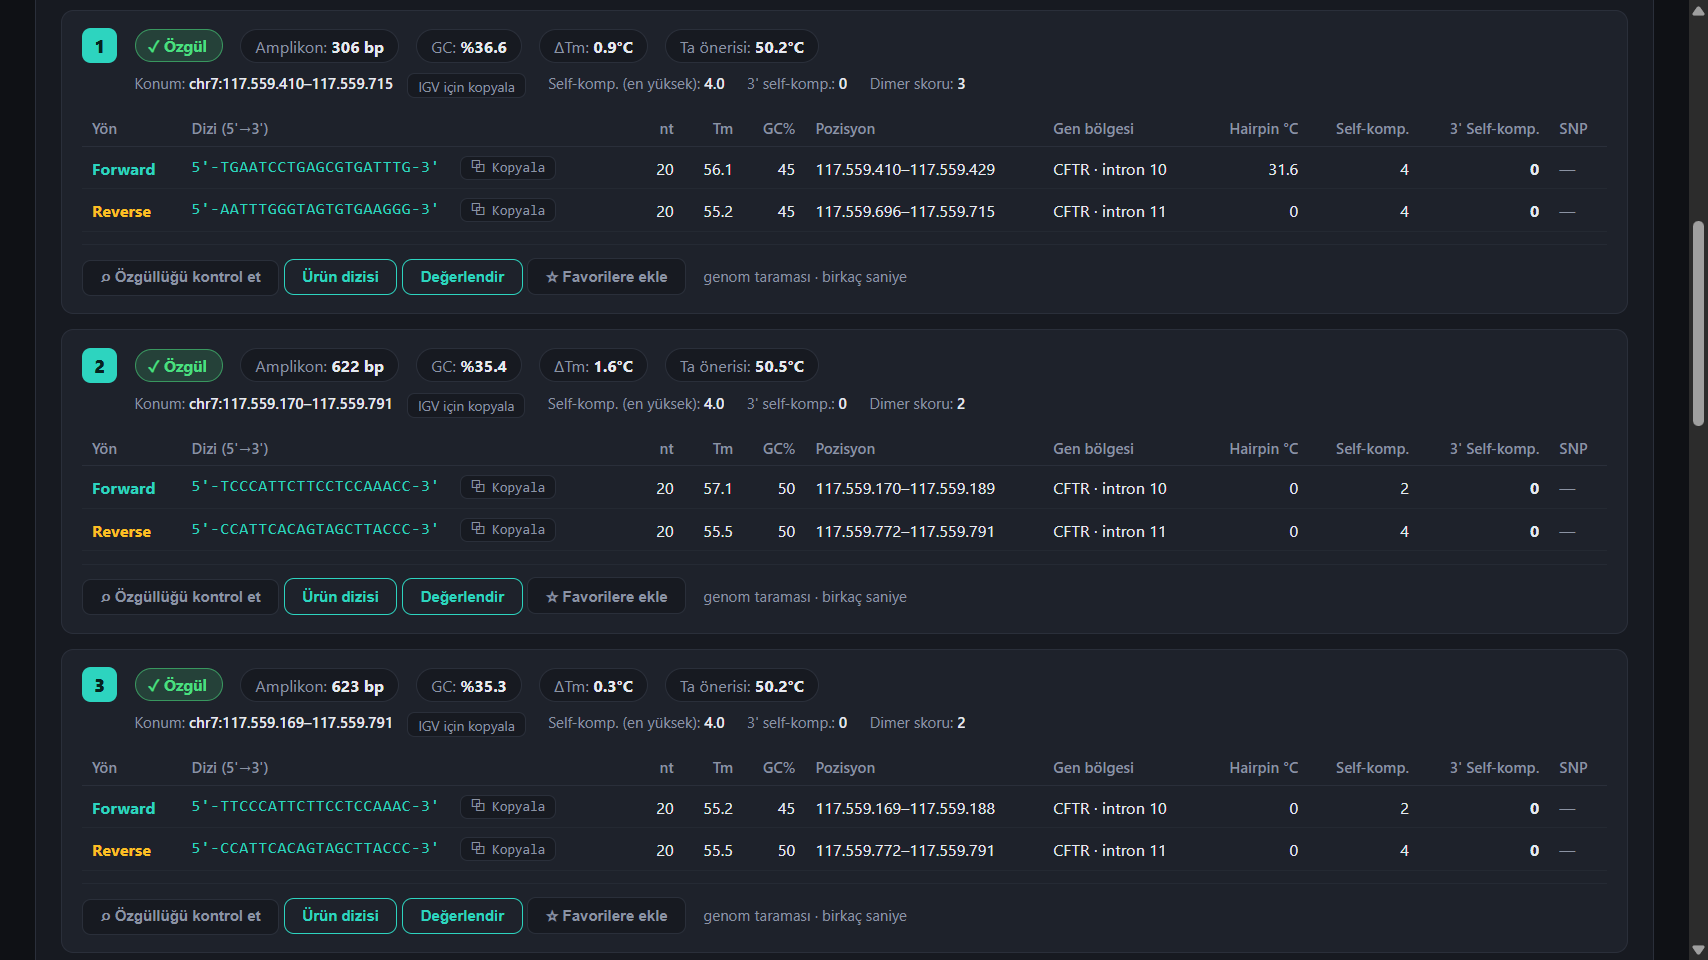 1 ✓ Özgül Amplikon: 306 bp GC: %36.6 ΔTm: 0.9°C Ta önerisi: 50.2°C
Konum: chr7:117.559.410–117.559.715 IGV için kopyala Self-komp. (en yüksek): 4.0 3' self-komp.: 0 Dimer skoru: 3
Yön Dizi (5'→3') nt Tm GC% Pozisyon Gen bölgesi Hairpin °C Self-komp. 3' Self-komp. SNP
Forward 5'-TGAATCCTGAGCGTGATTTG-3' Kopyala 20 56.1 45 117.559.410–117.559.429 CFTR · intron 10 31.6 4 0 —
Reverse 5'-AATTTGGGTAGTGTGAAGGG-3' Kopyala 20 55.2 45 117.559.696–117.559.715 CFTR · intron 11 0 4 0 —
⌕ Özgüllüğü kontrol et Ürün dizisi Değerlendir ☆ Favorilere ekle genom taraması · birkaç saniye
2 ✓ Özgül Amplikon: 622 bp GC: %35.4 ΔTm: 1.6°C Ta önerisi: 50.5°C
Konum: chr7:117.559.170–117.559.791 IGV için kopyala Self-komp. (en yüksek): 4.0 3' self-komp.: 0 Dimer skoru: 2
Yön Dizi (5'→3') nt Tm GC% Pozisyon Gen bölgesi Hairpin °C Self-komp. 3' Self-komp. SNP
Forward 5'-TCCCATTCTTCCTCCAAACC-3' Kopyala 20 57.1 50 117.559.170–117.559.189 CFTR · intron 10 0 2 0 —
Reverse 5'-CCATTCACAGTAGCTTACCC-3' Kopyala 20 55.5 50 117.559.772–117.559.791 CFTR · intron 11 0 4 0 —
⌕ Özgüllüğü kontrol et Ürün dizisi Değerlendir ☆ Favorilere ekle genom taraması · birkaç saniye
3 ✓ Özgül Amplikon: 623 bp GC: %35.3 ΔTm: 0.3°C Ta önerisi: 50.2°C
Konum: chr7:117.559.169–117.559.791 IGV için kopyala Self-komp. (en yüksek): 4.0 3' self-komp.: 0 Dimer skoru: 2
Yön Dizi (5'→3') nt Tm GC% Pozisyon Gen bölgesi Hairpin °C Self-komp. 3' Self-komp. SNP
Forward 5'-TTCCCATTCTTCCTCCAAAC-3' Kopyala 20 55.2 45 117.559.169–117.559.188 CFTR · intron 10 0 2 0 —
Reverse 5'-CCATTCACAGTAGCTTACCC-3' Kopyala 20 55.5 50 117.559.772–117.559.791 CFTR · intron 11 0 4 0 —
⌕ Özgüllüğü kontrol et Ürün dizisi Değerlendir ☆ Favorilere ekle genom taraması · birkaç saniye